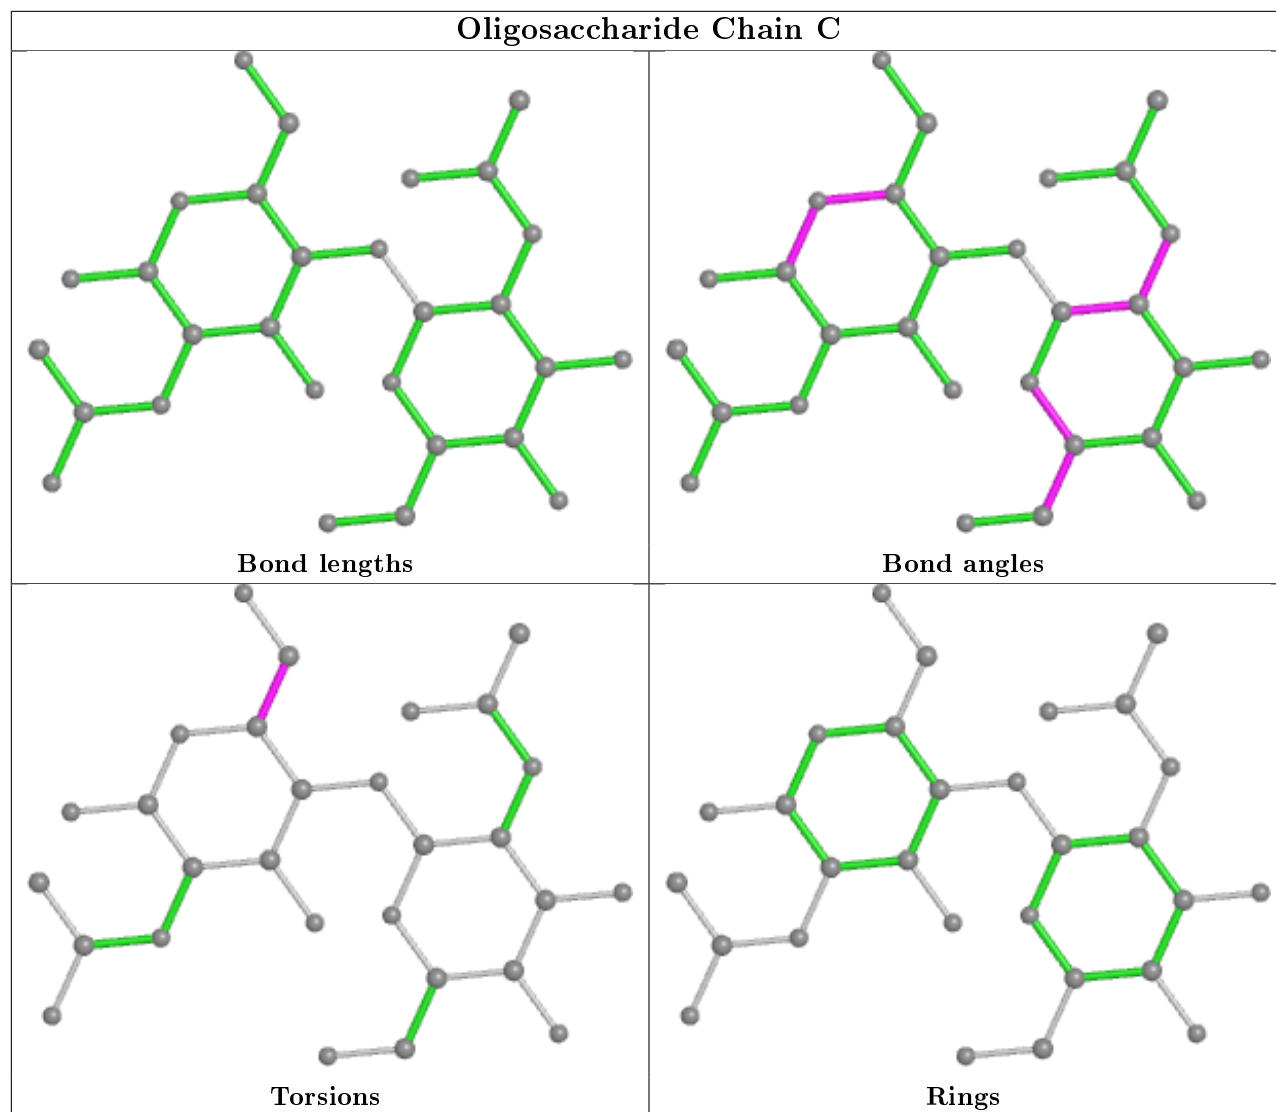 Oligosaccharide Chain C
Bond lengths
Bond angles
Torsions
Rings